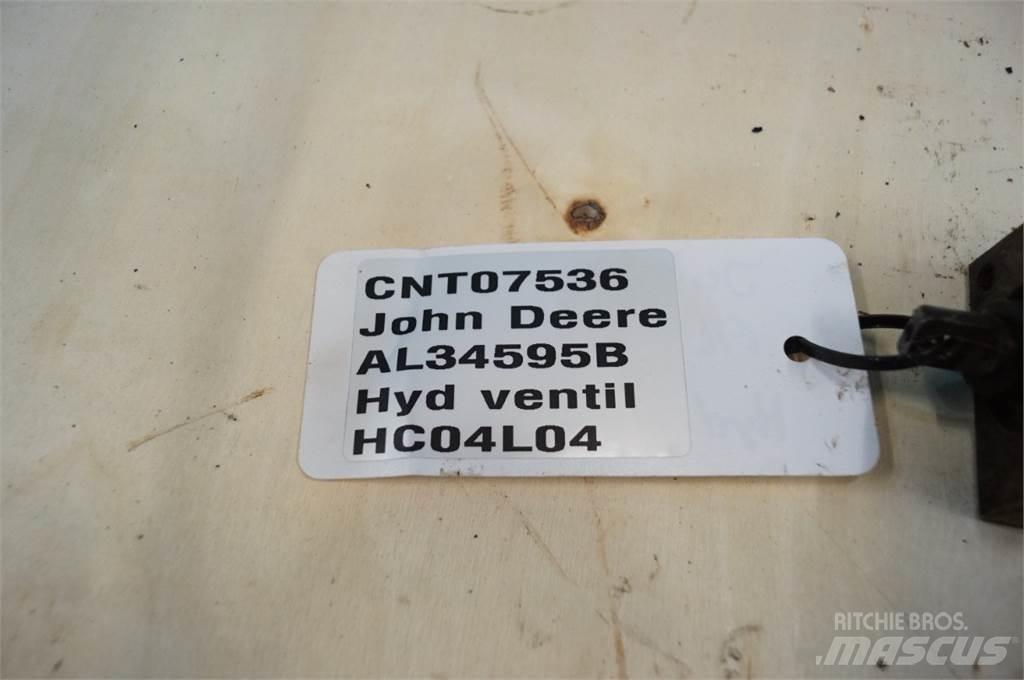 CNT07536
John Deere
AL34595B
Hyd ventil
HC04L04
RITCHIE BROS.
MASCUS